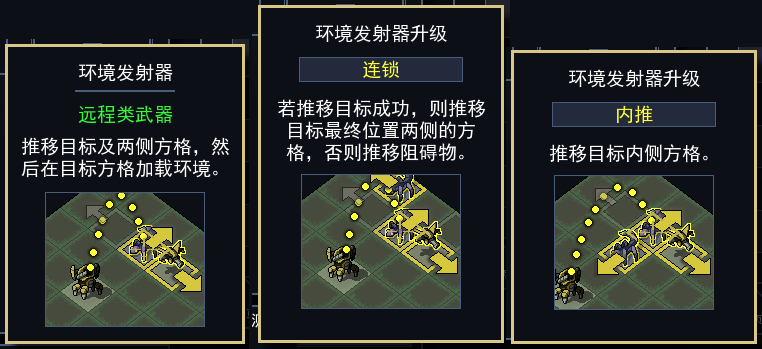 环境发射器
远程类武器
推移目标及两侧方格，然
后在目标方格加载环境。
环境发射器升级
连锁
若推移目标成功，则推移
目标最终位置两侧的方
格，否则推移阻碍物。
环境发射器升级
内推
推移目标内侧方格。